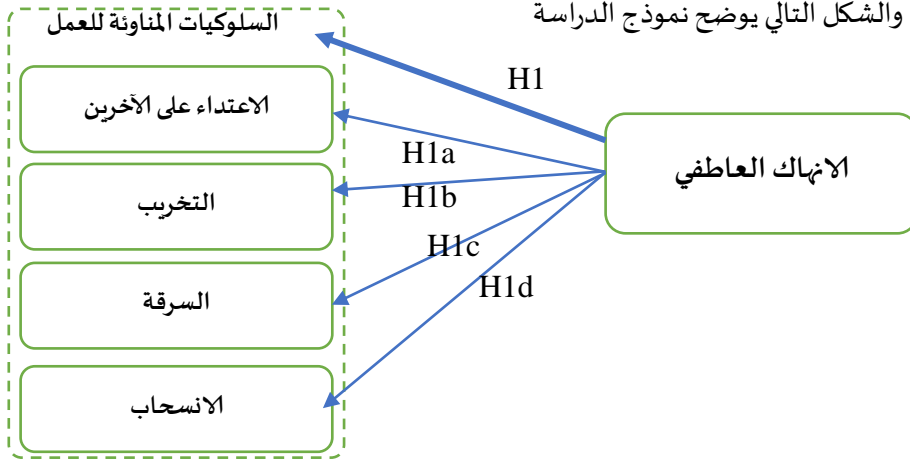 والشكل التالي يوضح نموذج الدراسة
السلوكيات المناوئة للعمل
H1
الانهاك العاطفي
الاعتداء على الآخرين
H1a
التخريب
H1b
السرقة
H1c
الانسحاب
H1d